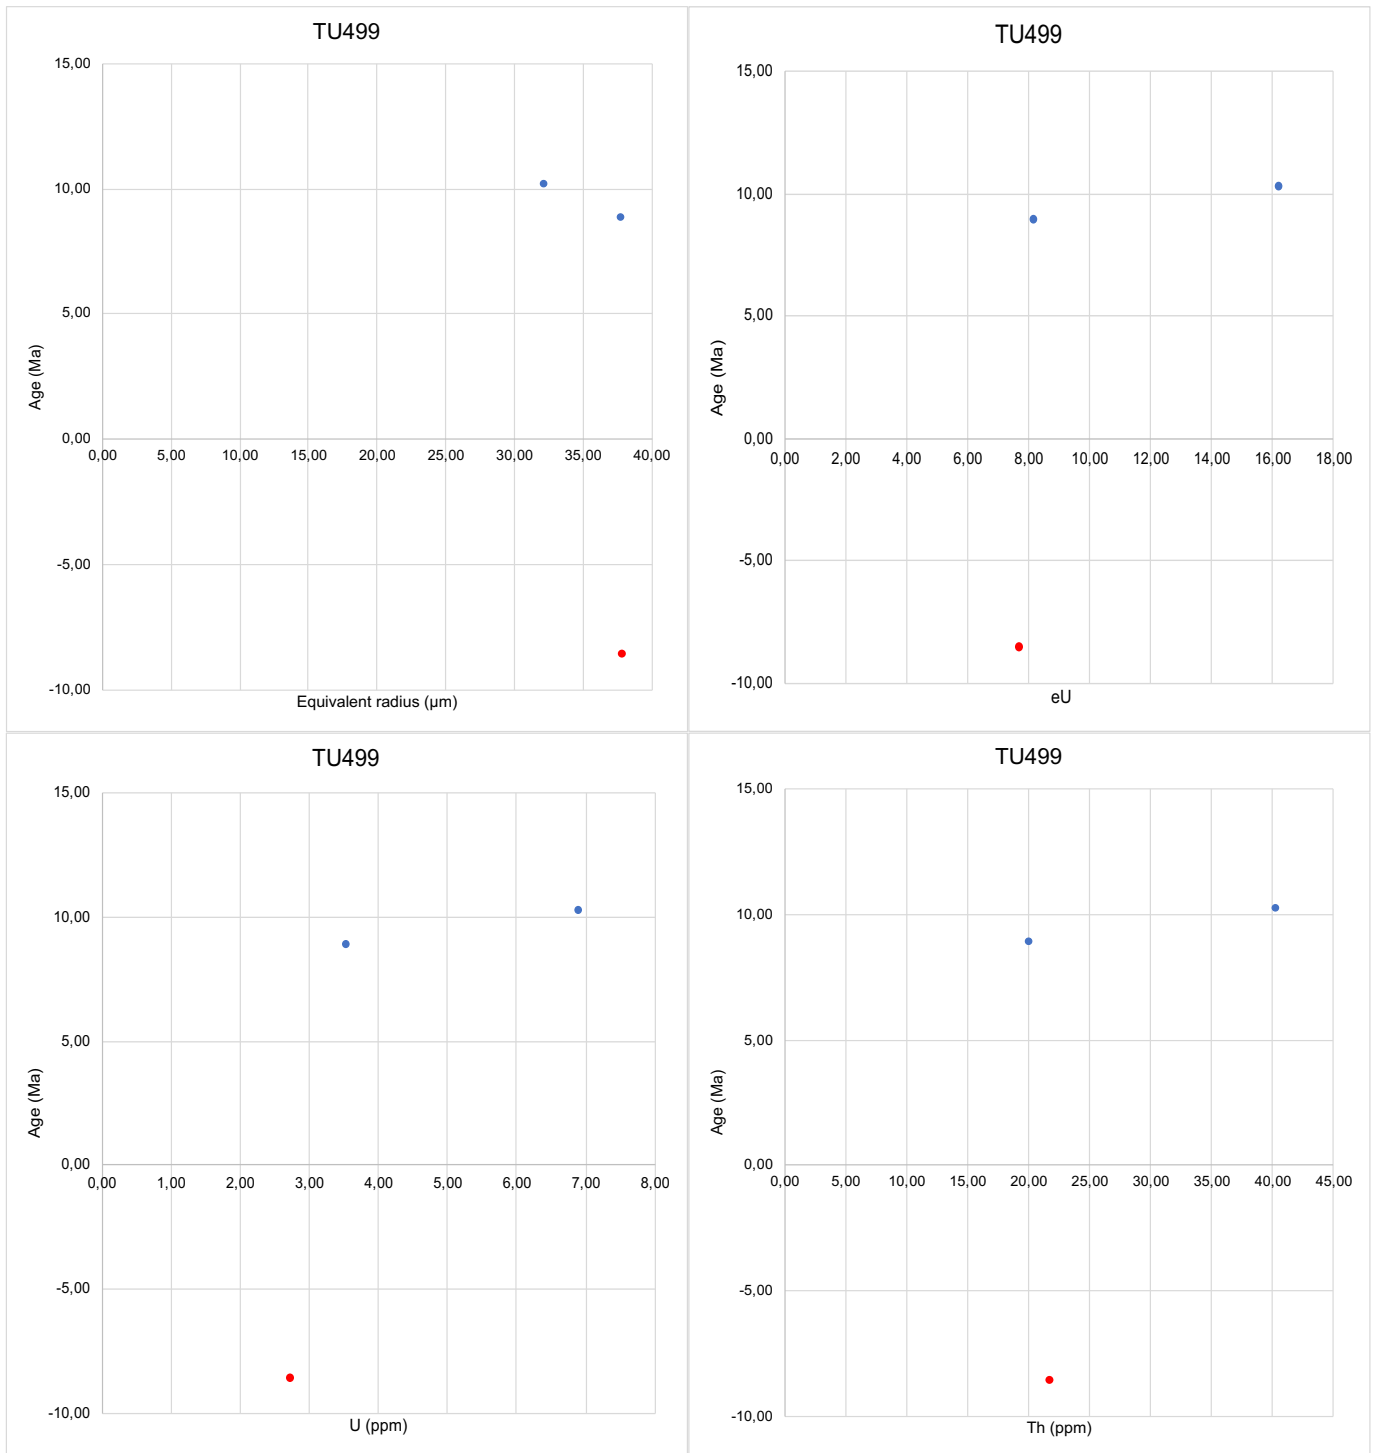 TU499
15,00
10,00
5,00
0,00
-5,00
-10,00
Age (Ma)
0,00 5,00 10,00 15,00 20,00 25,00 30,00 35,00 40,00
Equivalent radius (μm)
TU499
15,00
10,00
5,00
0,00
-5,00
-10,00
Age (Ma)
0,00 2,00 4,00 6,00 8,00 10,00 12,00 14,00 16,00 18,00
eU
TU499
15,00
10,00
5,00
0,00
-5,00
-10,00
Age (Ma)
0,00 1,00 2,00 3,00 4,00 5,00 6,00 7,00 8,00
U (ppm)
TU499
15,00
10,00
5,00
0,00
-5,00
-10,00
Age (Ma)
0,00 5,00 10,00 15,00 20,00 25,00 30,00 35,00 40,00 45,00
Th (ppm)